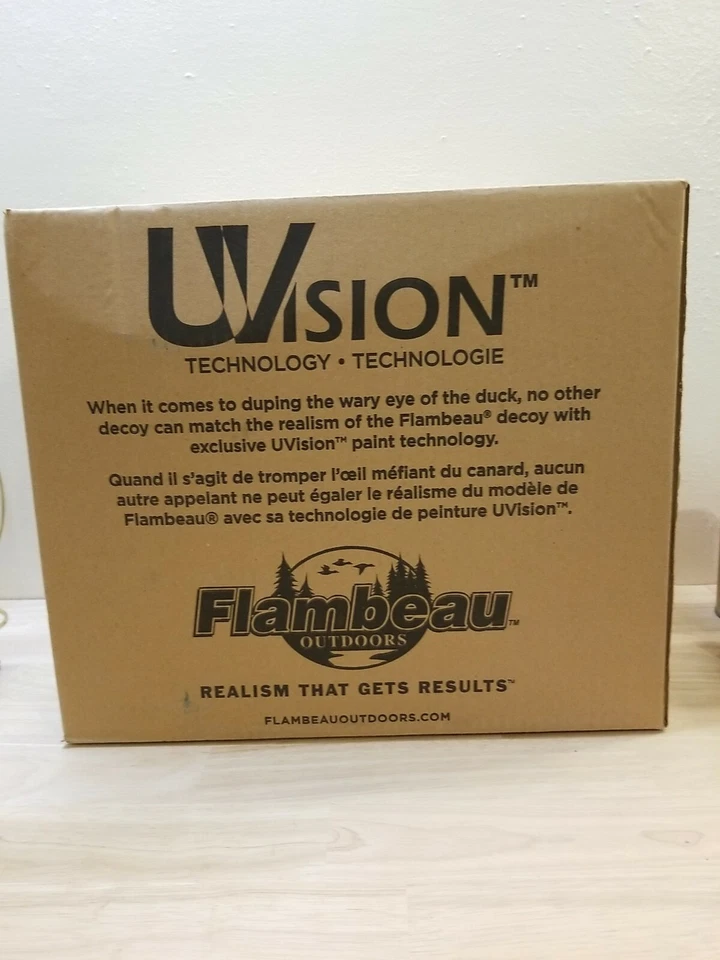 UVISION™
TECHNOLOGY • TECHNOLOGIE
When it comes to duping the wary eye of the duck, no other
decoy can match the realism of the Flambeau® decoy with
exclusive UVision™ paint technology.
Quand il s'agit de tromper l'œil méfiant du canard, aucun
autre appelant ne peut égaler le réalisme du modèle de
Flambeau® avec sa technologie de peinture UVision™.
Flambeau™
OUTDOORS
REALISM THAT GETS RESULTS™
FLAMBEAUOUTDOORS.COM